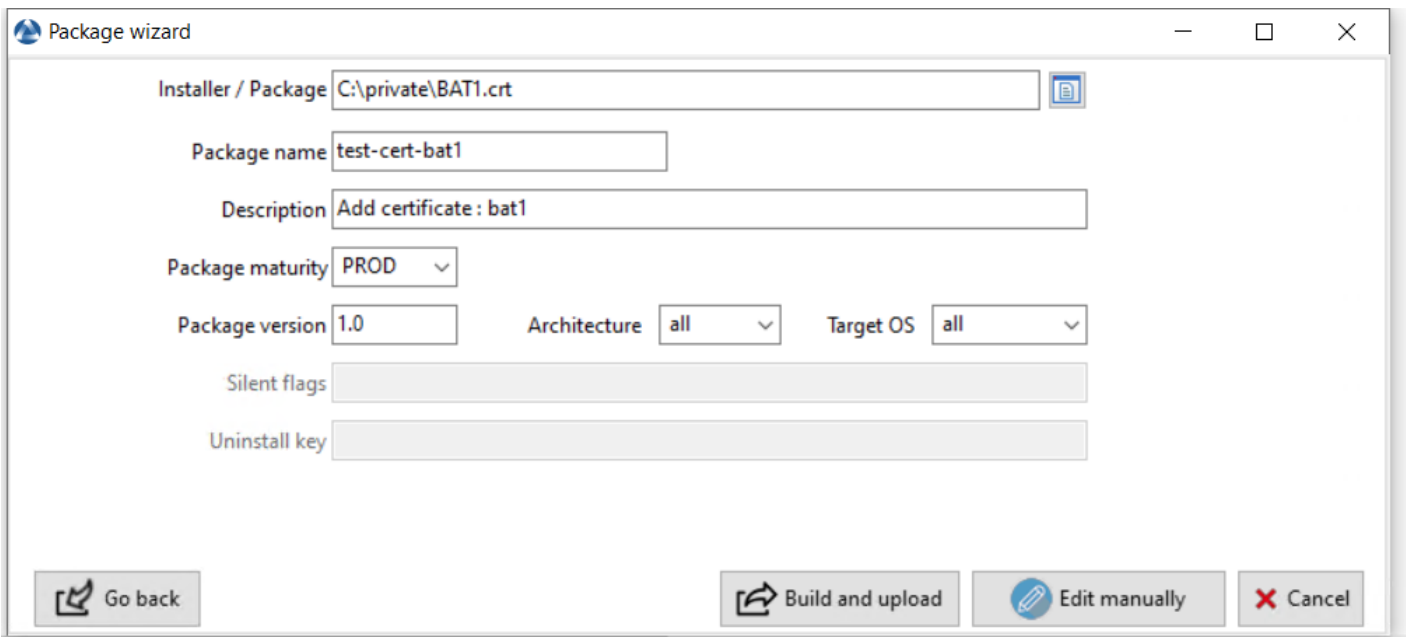 Package wizard
Installer / Package C:\private\BAT1.crt
Package name test-cert-bat1
Description Add certificate : bat1
Package maturity PROD
Package version 1.0 Architecture all Target OS all
Silent flags
Uninstall key
Go back Build and upload Edit manually Cancel